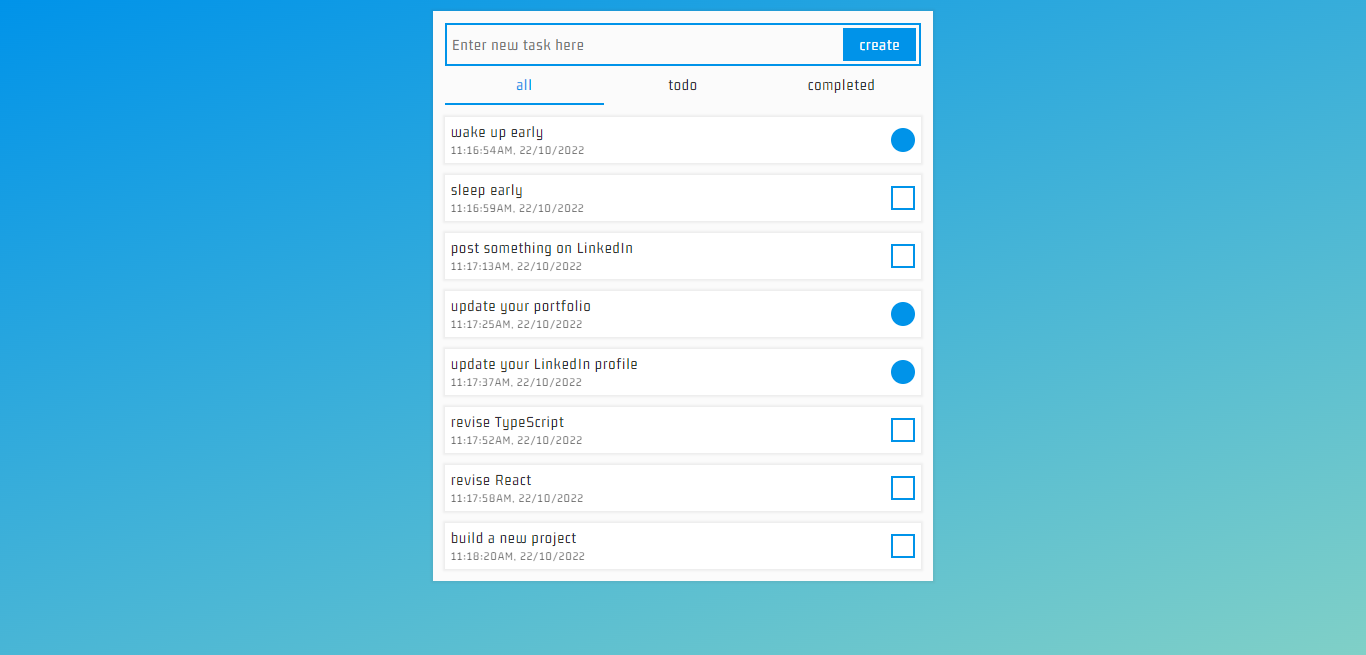 Enter new task here
create
all
todo
completed
wake up early
11:16:54AM, 22/10/2022
sleep early
11:16:59AM, 22/10/2022
post something on LinkedIn
11:17:13AM, 22/10/2022
update your portfolio
11:17:25AM, 22/10/2022
update your LinkedIn profile
11:17:37AM, 22/10/2022
revise TypeScript
11:17:52AM, 22/10/2022
revise React
11:17:58AM, 22/10/2022
build a new project
11:18:20AM, 22/10/2022